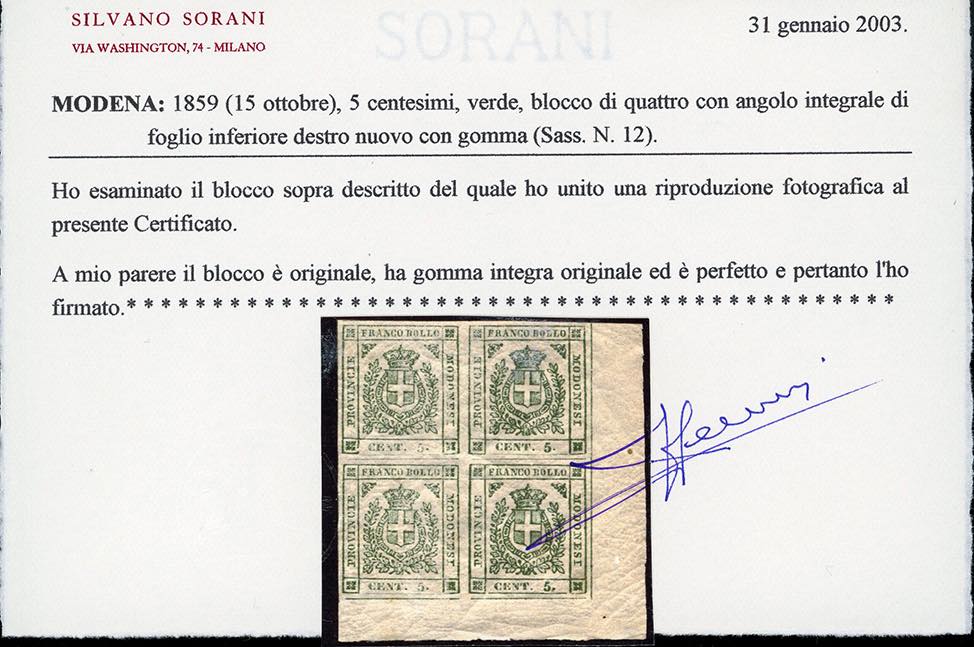 SILVANO SORANI
VIA WASHINGTON, 74 - MILANO
SORANI
31 gennaio 2003.
MODENA: 1859 (15 ottobre), 5 centesimi, verde, blocco di quattro con angolo integrale di
foglio inferiore destro nuovo con gomma (Sass. N. 12).
Ho esaminato il blocco sopra descritto del quale ho unito una riproduzione fotografica al
presente Certificato.
A mio parere il blocco è originale, ha gomma integra originale ed è perfetto e pertanto l'ho
firmato.* * * * * * * * * * * * * * * * * * * * * * * * * * * * * * * * * * * * * * * * * * * * *
FRANCO BOLLO
PROVINCIE
MODONESI
CENT. 5.
FRANCO BOLLO
PROVINCIE
MODONESI
CENT. 5.
FRANCO BOLLO
PROVINCIE
MODONESI
CENT. 5.
FRANCO BOLLO
PROVINCIE
MODONESI
CENT. 5.